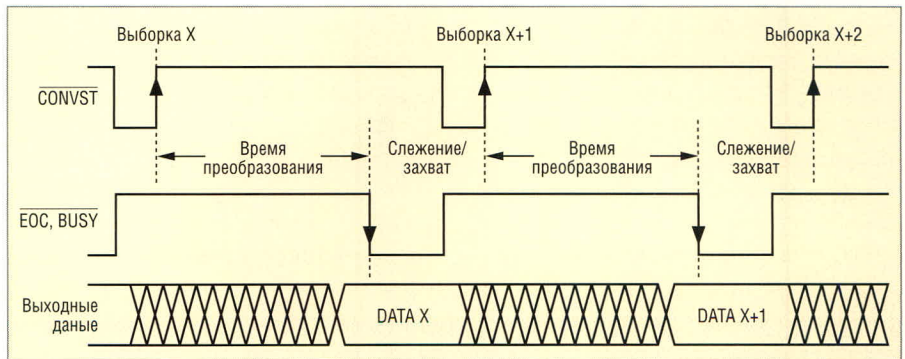 Выборка X
Выборка X+1
Выборка X+2
CONVST
Время
преобразования
Слежение/
захват
Время
преобразования
Слежение/
захват
EOC, BUSY
Выходные
даные
DATA X
DATA X+1